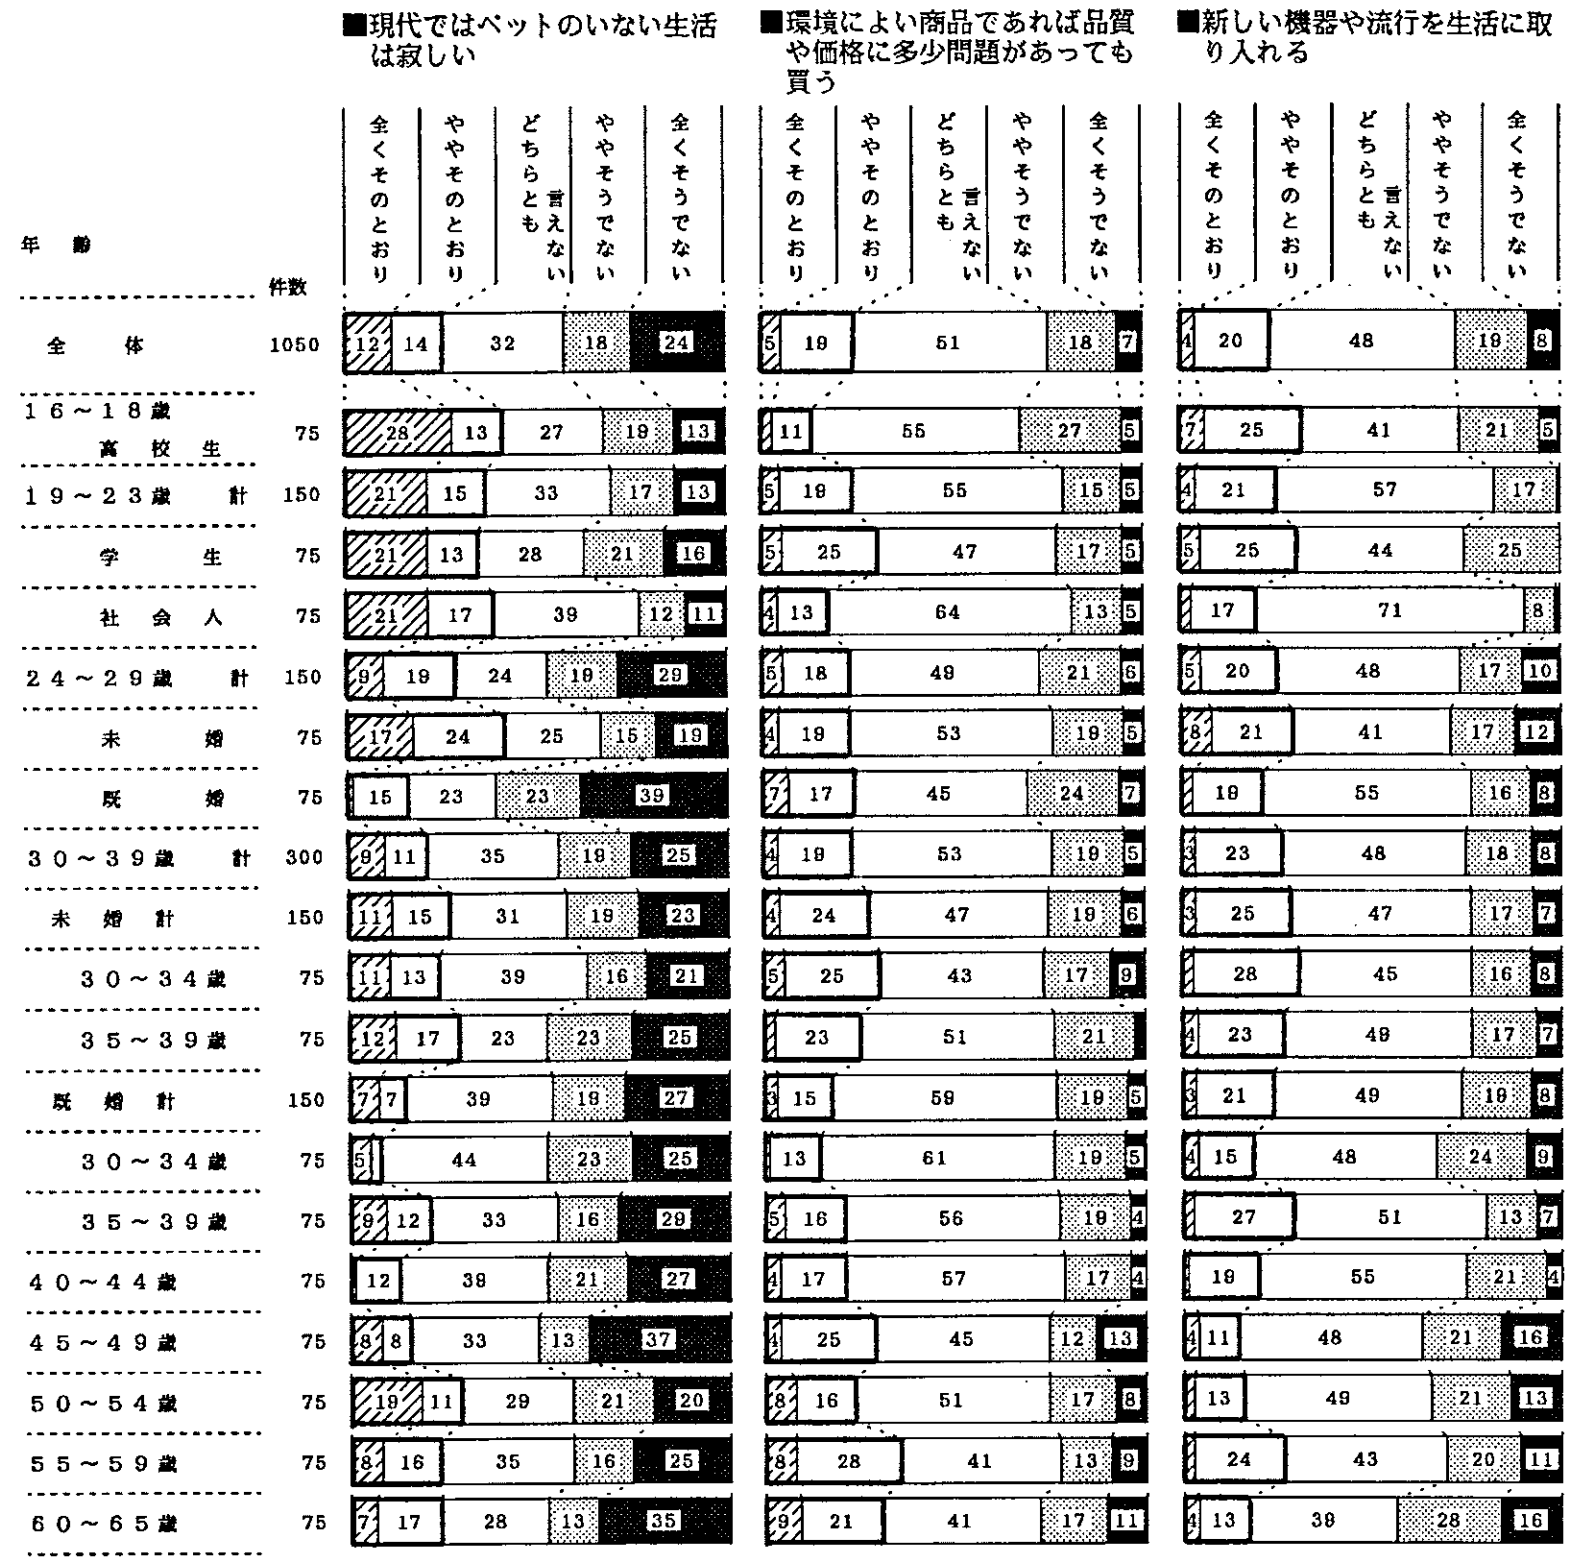 ■現代ではペットのいない生活
は寂しい
■環境によい商品であれば品質
や価格に多少問題があっても
買う
■新しい機器や流行を生活に取
り入れる
全くそのとおり
ややそのとおり
どちらとも
言えない
ややそうでない
全くそうでない
全くそのとおり
ややそのとおり
どちらとも
言えない
ややそうでない
全くそうでない
全くそのとおり
ややそのとおり
どちらとも
言えない
ややそうでない
全くそうでない
年 齢
件数
全 体 1050 12 14 32 18 24 5 19 51 18 7 4 20 48 19 8
16～18歳
高 校 生 75 28 13 27 19 13 11 55 27 5 7 25 41 21 5
19～23歳 計 150 21 15 33 17 13 5 19 55 15 5 4 21 57 17
学 生 75 21 13 28 21 16 5 25 47 17 5 5 25 44 25
社 会 人 75 21 17 39 12 11 4 13 64 13 5 17 71 8
24～29歳 計 150 9 19 24 19 29 5 18 49 21 6 5 20 48 17 10
未 婚 75 17 24 25 15 19 4 19 53 19 5 8 21 41 17 12
既 婚 75 15 23 23 39 7 17 45 24 7 19 55 16 8
30～39歳 計 300 9 11 35 19 25 4 19 53 19 5 3 23 48 18 8
未 婚 計 150 11 15 31 19 23 4 24 47 19 6 3 25 47 17 7
30～34歳 75 11 13 39 16 21 5 25 43 17 9 28 45 16 8
35～39歳 75 12 17 23 23 25 23 51 21 4 23 49 17 7
既 婚 計 150 7 7 39 19 27 3 15 59 19 5 3 21 49 19 8
30～34歳 75 5 44 23 25 13 61 19 5 4 15 48 24 9
35～39歳 75 9 12 33 16 29 5 16 56 19 4 27 51 13 7
40～44歳 75 12 39 21 27 4 17 57 17 4 19 55 21 4
45～49歳 75 8 8 33 13 37 4 25 45 12 13 4 11 48 21 16
50～54歳 75 19 11 29 21 20 8 16 51 17 8 13 49 21 13
55～59歳 75 8 16 35 16 25 8 28 41 13 9 24 43 20 11
60～65歳 75 7 17 28 13 35 9 21 41 17 11 4 13 39 28 16